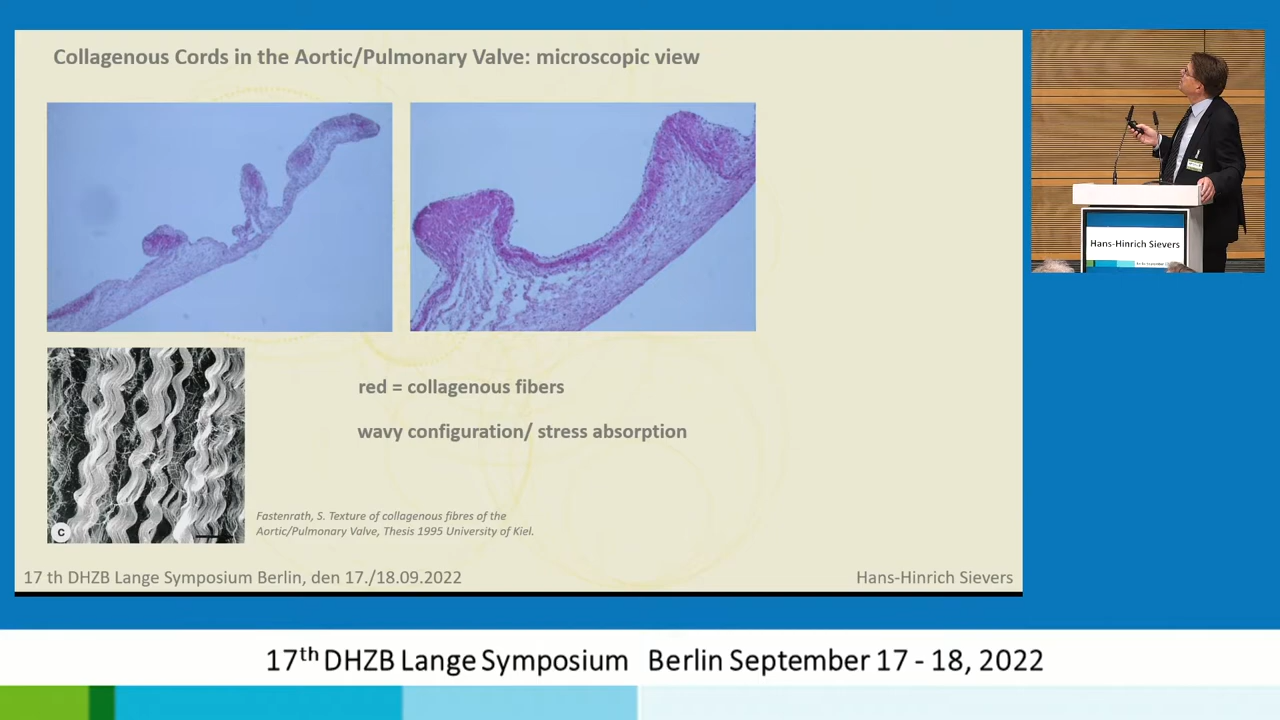 Collagenous Cords in the Aortic/Pulmonary Valve: microscopic view
red = collagenous fibers
wavy configuration/ stress absorption
c
Fastenrath, S. Texture of collagenous fibres of the
Aortic/Pulmonary Valve, Thesis 1995 University of Kiel.
17 th DHZB Lange Symposium Berlin, den 17./18.09.2022
Hans-Hinrich Sievers
Hans-Hinrich Sievers
17th DHZB Lange Symposium Berlin September 17 - 18, 2022